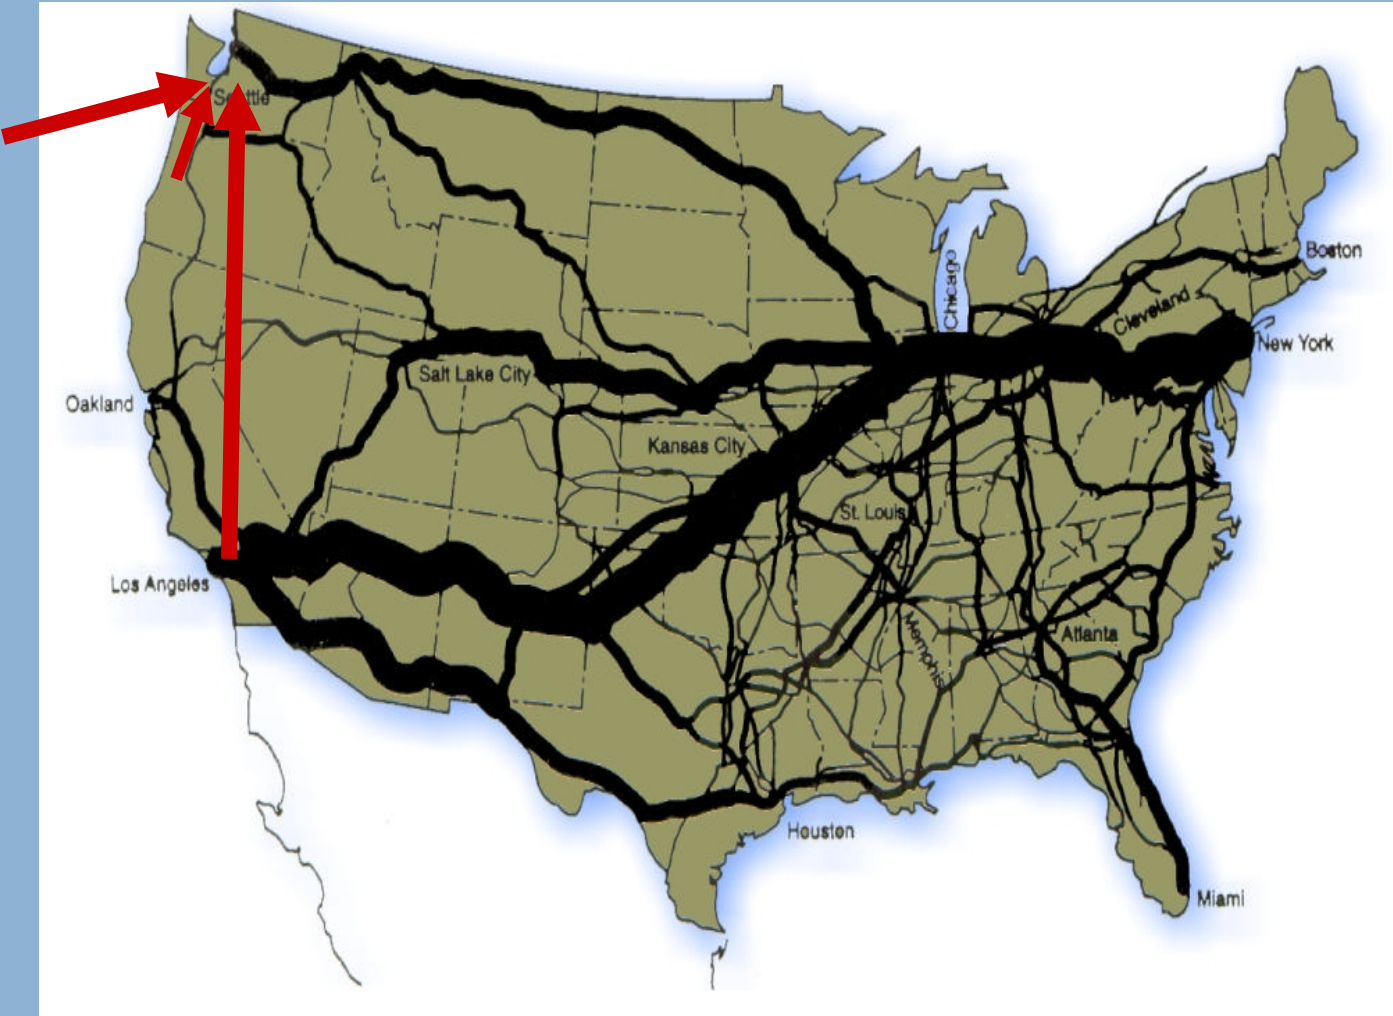 Seattle
Boston
Chicago
Cleveland
New York
Salt Lake City
Oakland
Kansas City
St. Louis
Los Angeles
Memphis
Atlanta
Houston
Miami